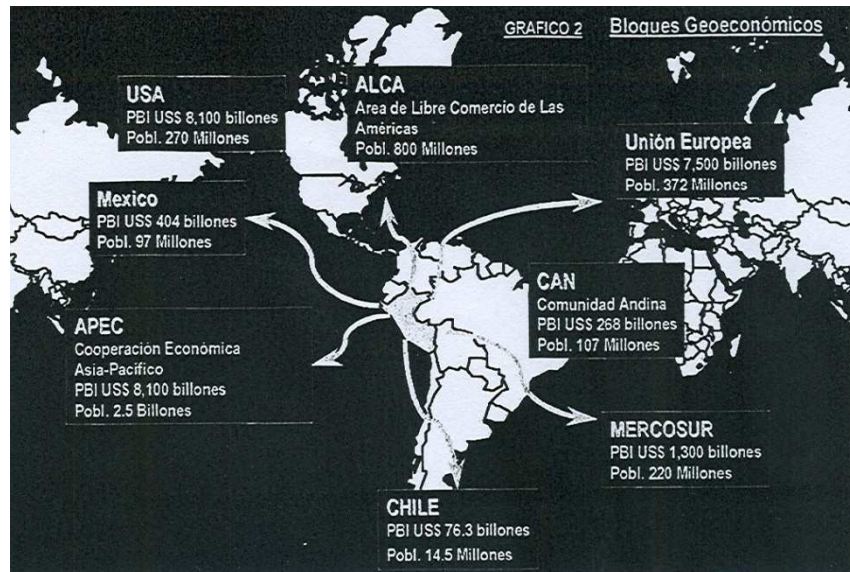 GRAFICO 2
Bloques Geoeconómicos
USA
PBI US$ 8,100 billones
Pobl. 270 Millones
ALCA
Area de Libre Comercio de Las
Américas
Pobl. 800 Millones
Unión Europea
PBI US$ 7,500 billones
Pobl. 372 Millones
Mexico
PBI US$ 404 billones
Pobl. 97 Millones
CAN
Comunidad Andina
PBI US$ 268 billones
Pobl. 107 Millones
APEC
Cooperación Económica
Asia-Pacífico
PBI US$ 8,100 billones
Pobl. 2.5 Billones
MERCOSUR
PBI US$ 1,300 billones
Pobl. 220 Millones
CHILE
PBI US$ 76.3 billones
Pobl. 14.5 Millones